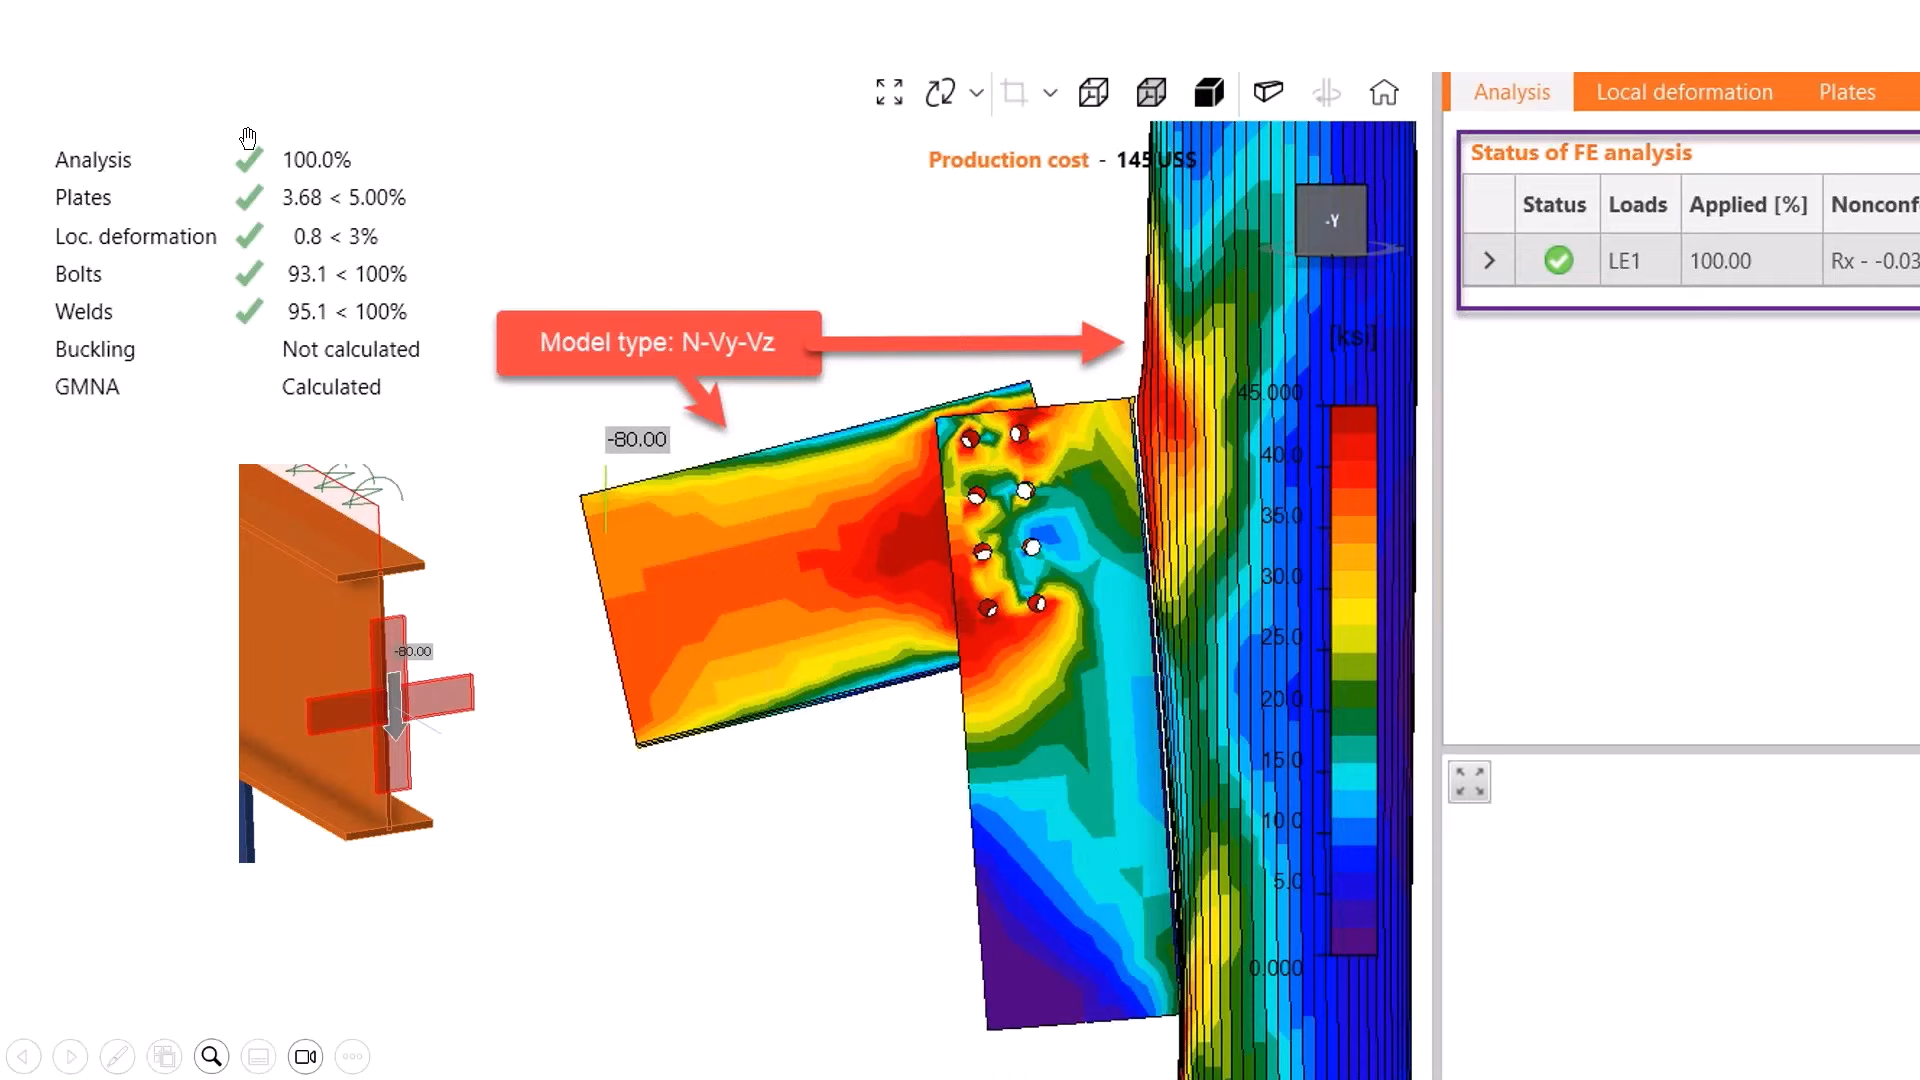 Analysis Local deformation Plates
Analysis 100.0%
Plates 3.68 < 5.00%
Loc. deformation 0.8 < 3%
Bolts 93.1 < 100%
Welds 95.1 < 100%
Buckling Not calculated
GMNA Calculated
Production cost - 145 US$
-Y
Status of FE analysis
Status Loads Applied [%] Nonconf
LE1 100.00 Rx - -0.03
Model type: N-Vy-Vz
-80.00
-80.00
[ksi]
45.000
40.0
35.0
30.0
25.0
20.0
15.0
10.0
5.0
0.000